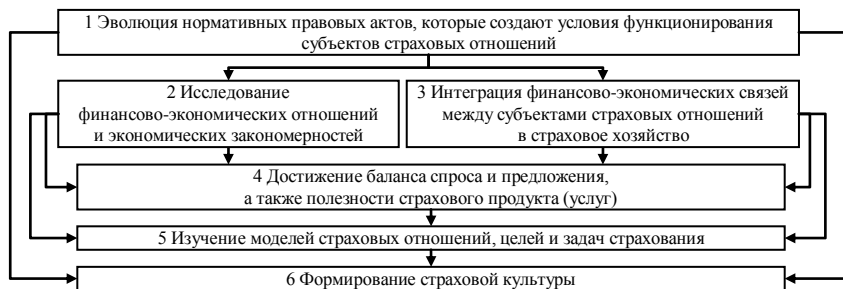 1 Эволюция нормативных правовых актов, которые создают условия функционирования
субъектов страховых отношений
2 Исследование
финансово-экономических отношений
и экономических закономерностей
3 Интеграция финансово-экономических связей
между субъектами страховых отношений
в страховое хозяйство
4 Достижение баланса спроса и предложения,
а также полезности страхового продукта (услуг)
5 Изучение моделей страховых отношений, целей и задач страхования
6 Формирование страховой культуры